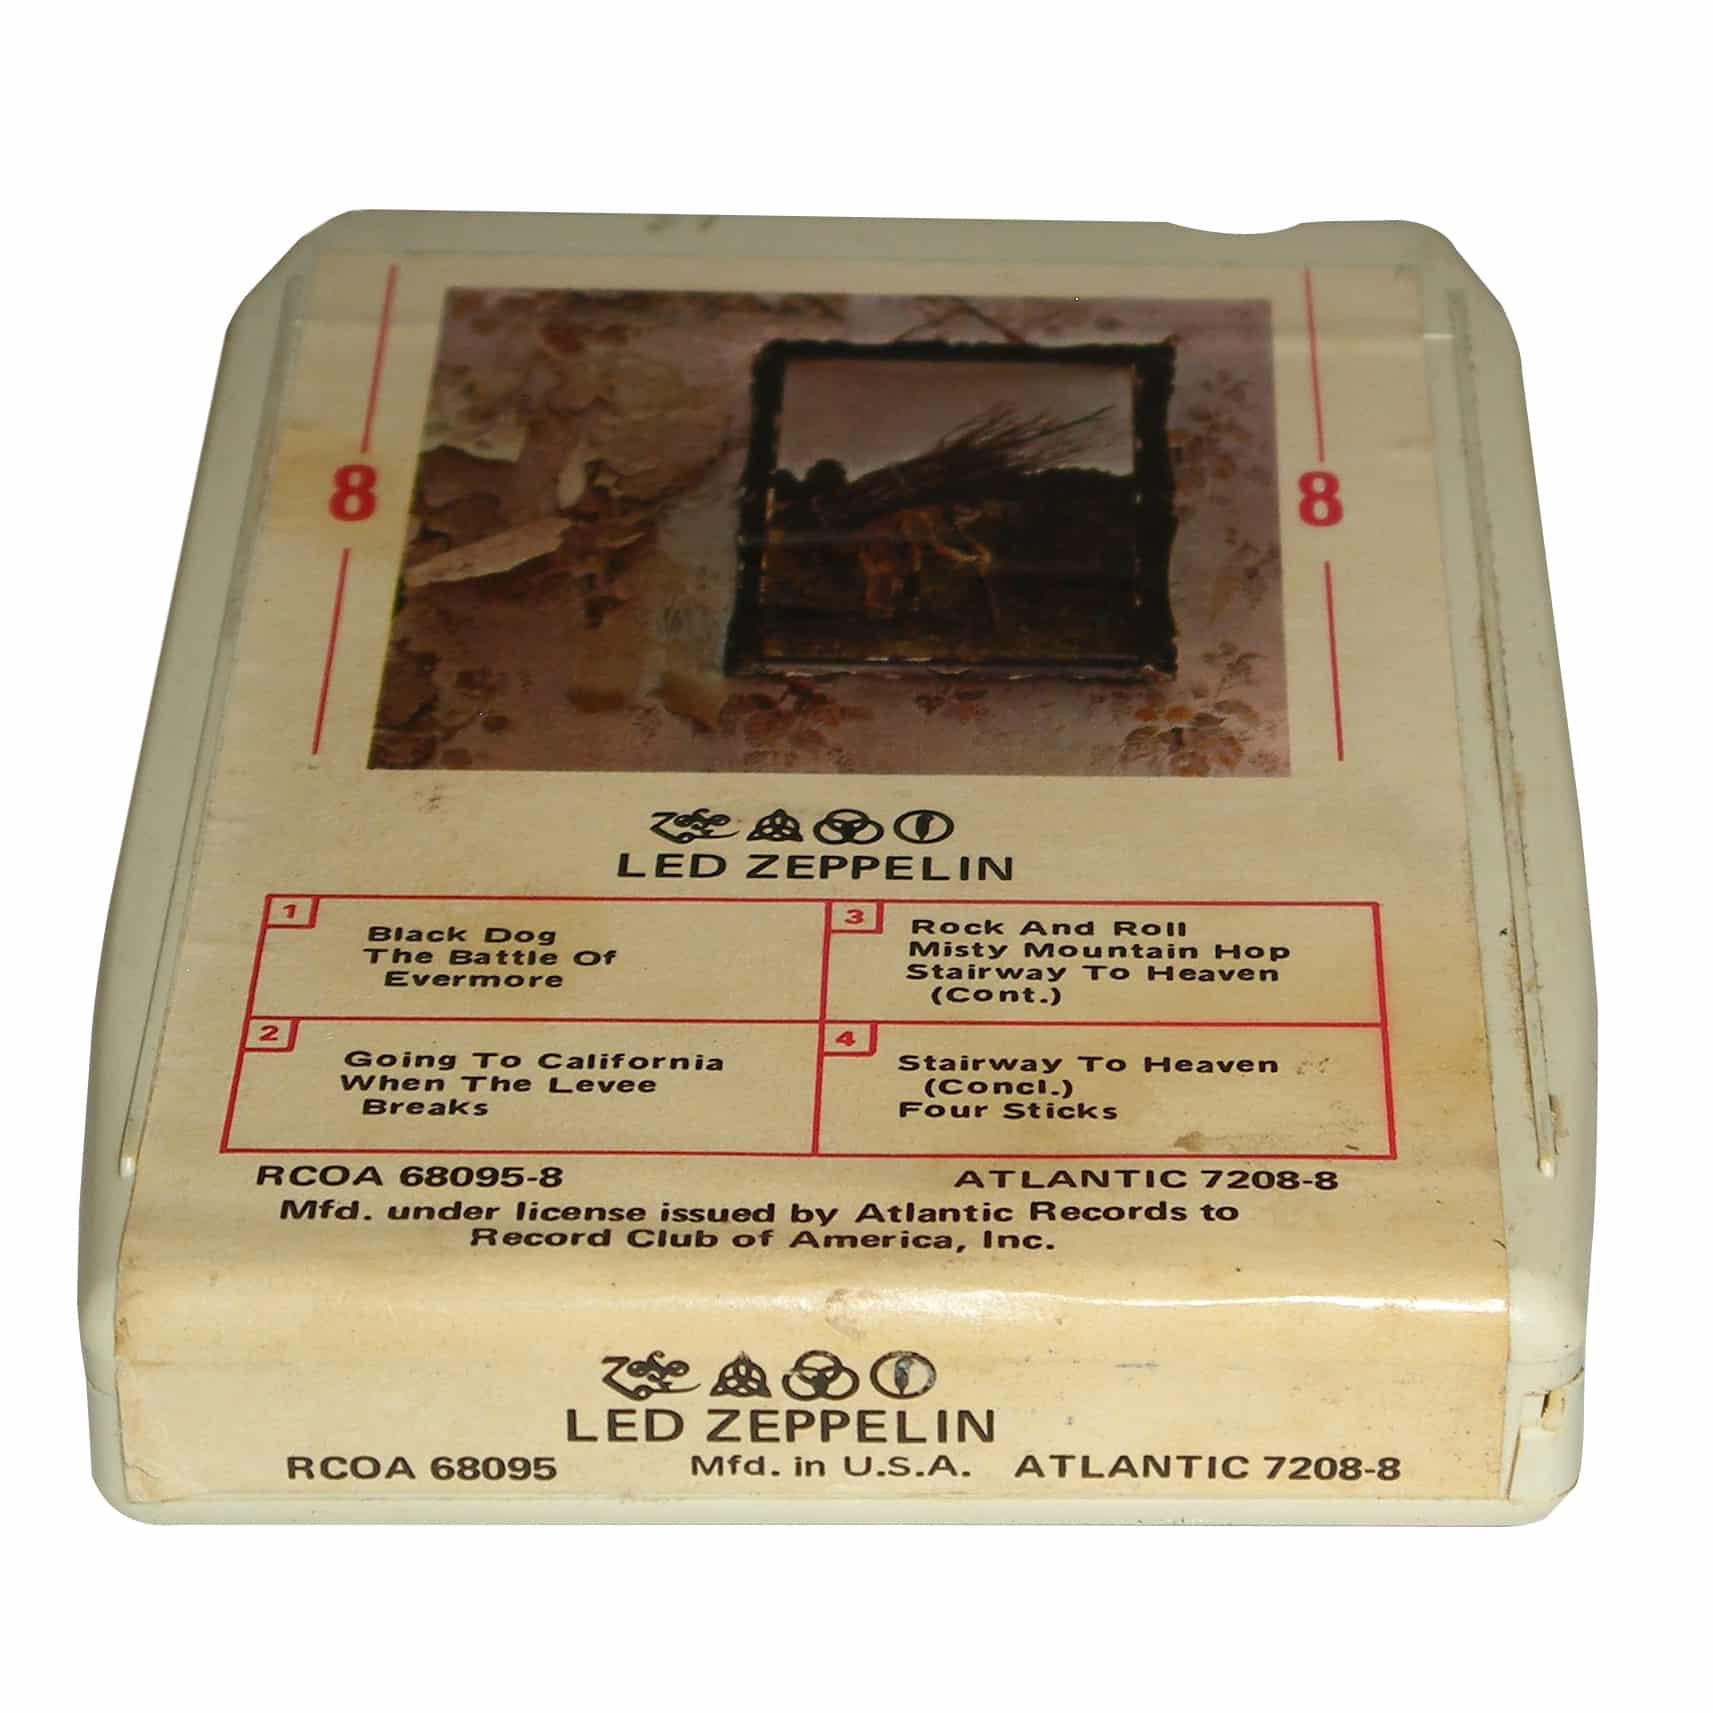 8
8
LED ZEPPELIN
1
Black Dog
The Battle Of
Evermore
2
Going To California
When The Levee
Breaks
3
Rock And Roll
Misty Mountain Hop
Stairway To Heaven
(Cont.)
4
Stairway To Heaven
(Concl.)
Four Sticks
RCOA 68095-8 ATLANTIC 7208-8
Mfd. under license issued by Atlantic Records to
Record Club of America, Inc.
LED ZEPPELIN
RCOA 68095 Mfd. in U.S.A. ATLANTIC 7208-8